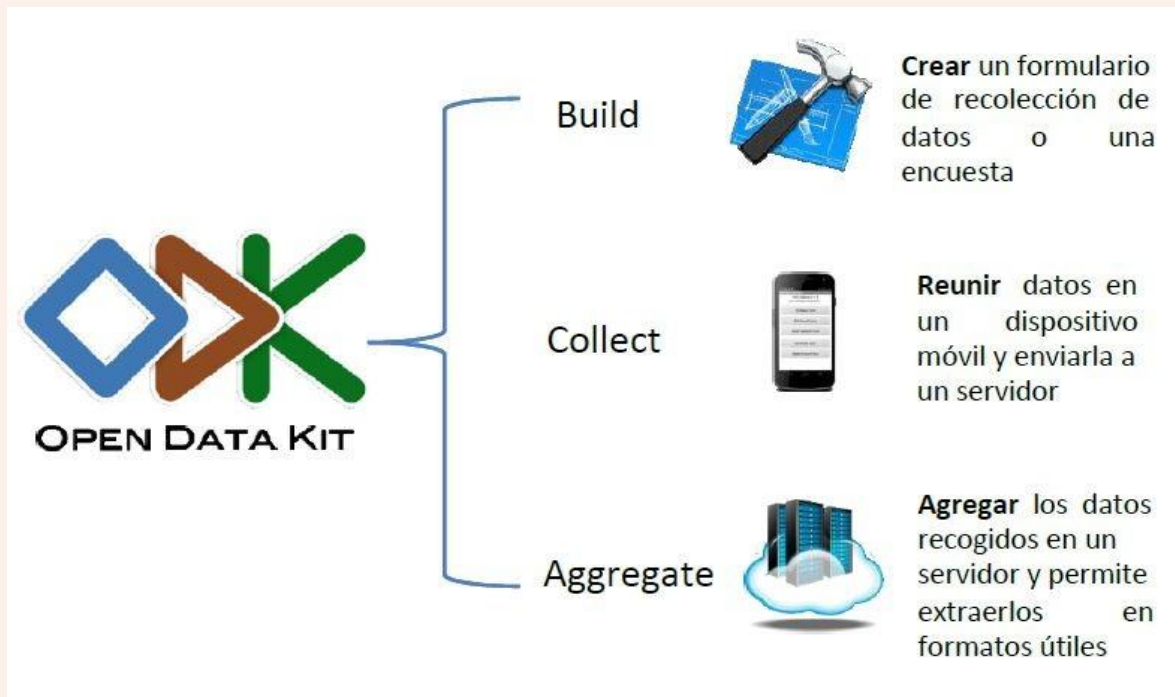 OPEN DATA KIT
Build
Crear un formulario
de recolección de
datos o una
encuesta
Collect
Reunir datos en
un dispositivo
móvil y enviarla a
un servidor
Aggregate
Agregar los datos
recogidos en un
servidor y permite
extraerlos en
formatos útiles